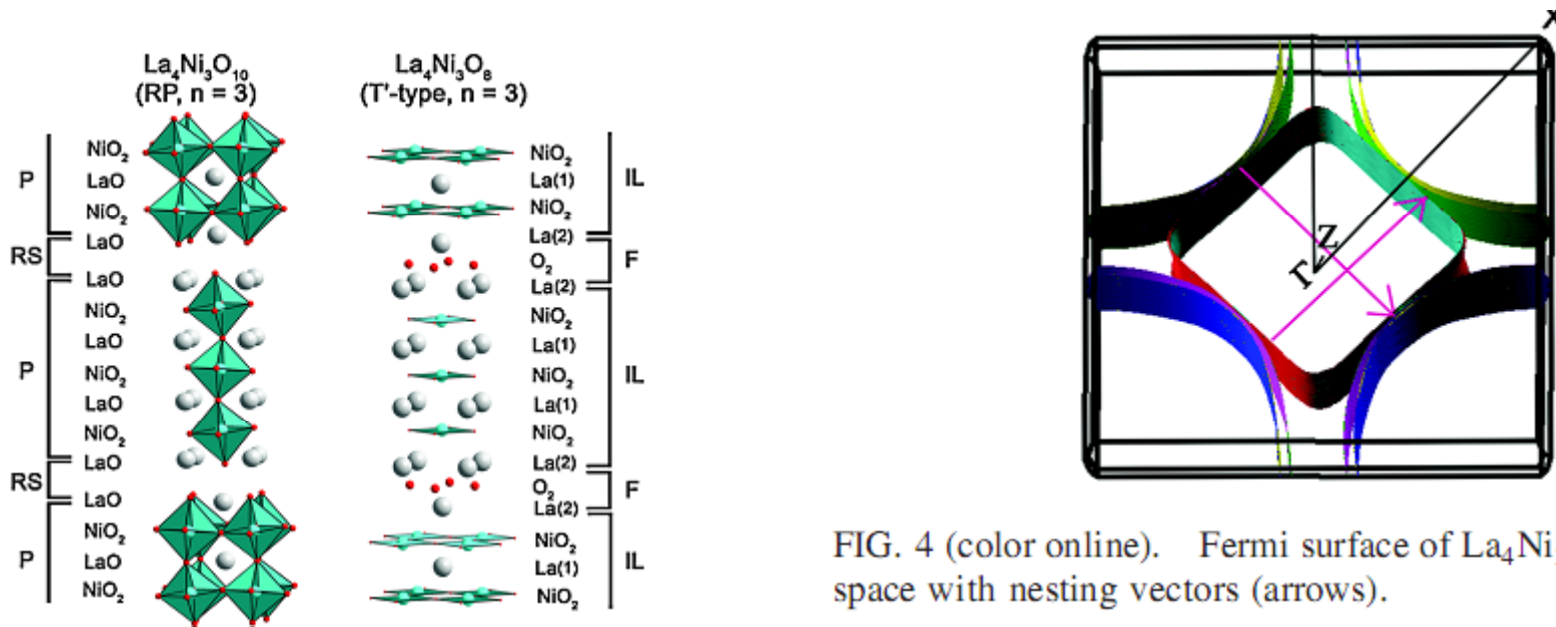 La₄Ni₃O₁₀ La₄Ni₃O₈
(RP, n = 3) (T'-type, n = 3)
NiO₂ NiO₂
P LaO La(1) IL
NiO₂ NiO₂
LaO La(2)
RS O₂ F
LaO La(2)
NiO₂ NiO₂
LaO La(1)
P NiO₂ NiO₂ IL
LaO La(1)
NiO₂ NiO₂
LaO La(2)
RS O₂ F
LaO La(2)
NiO₂ NiO₂
P LaO La(1) IL
NiO₂ NiO₂
Z
Γ
FIG. 4 (color online). Fermi surface of La₄Ni
space with nesting vectors (arrows).